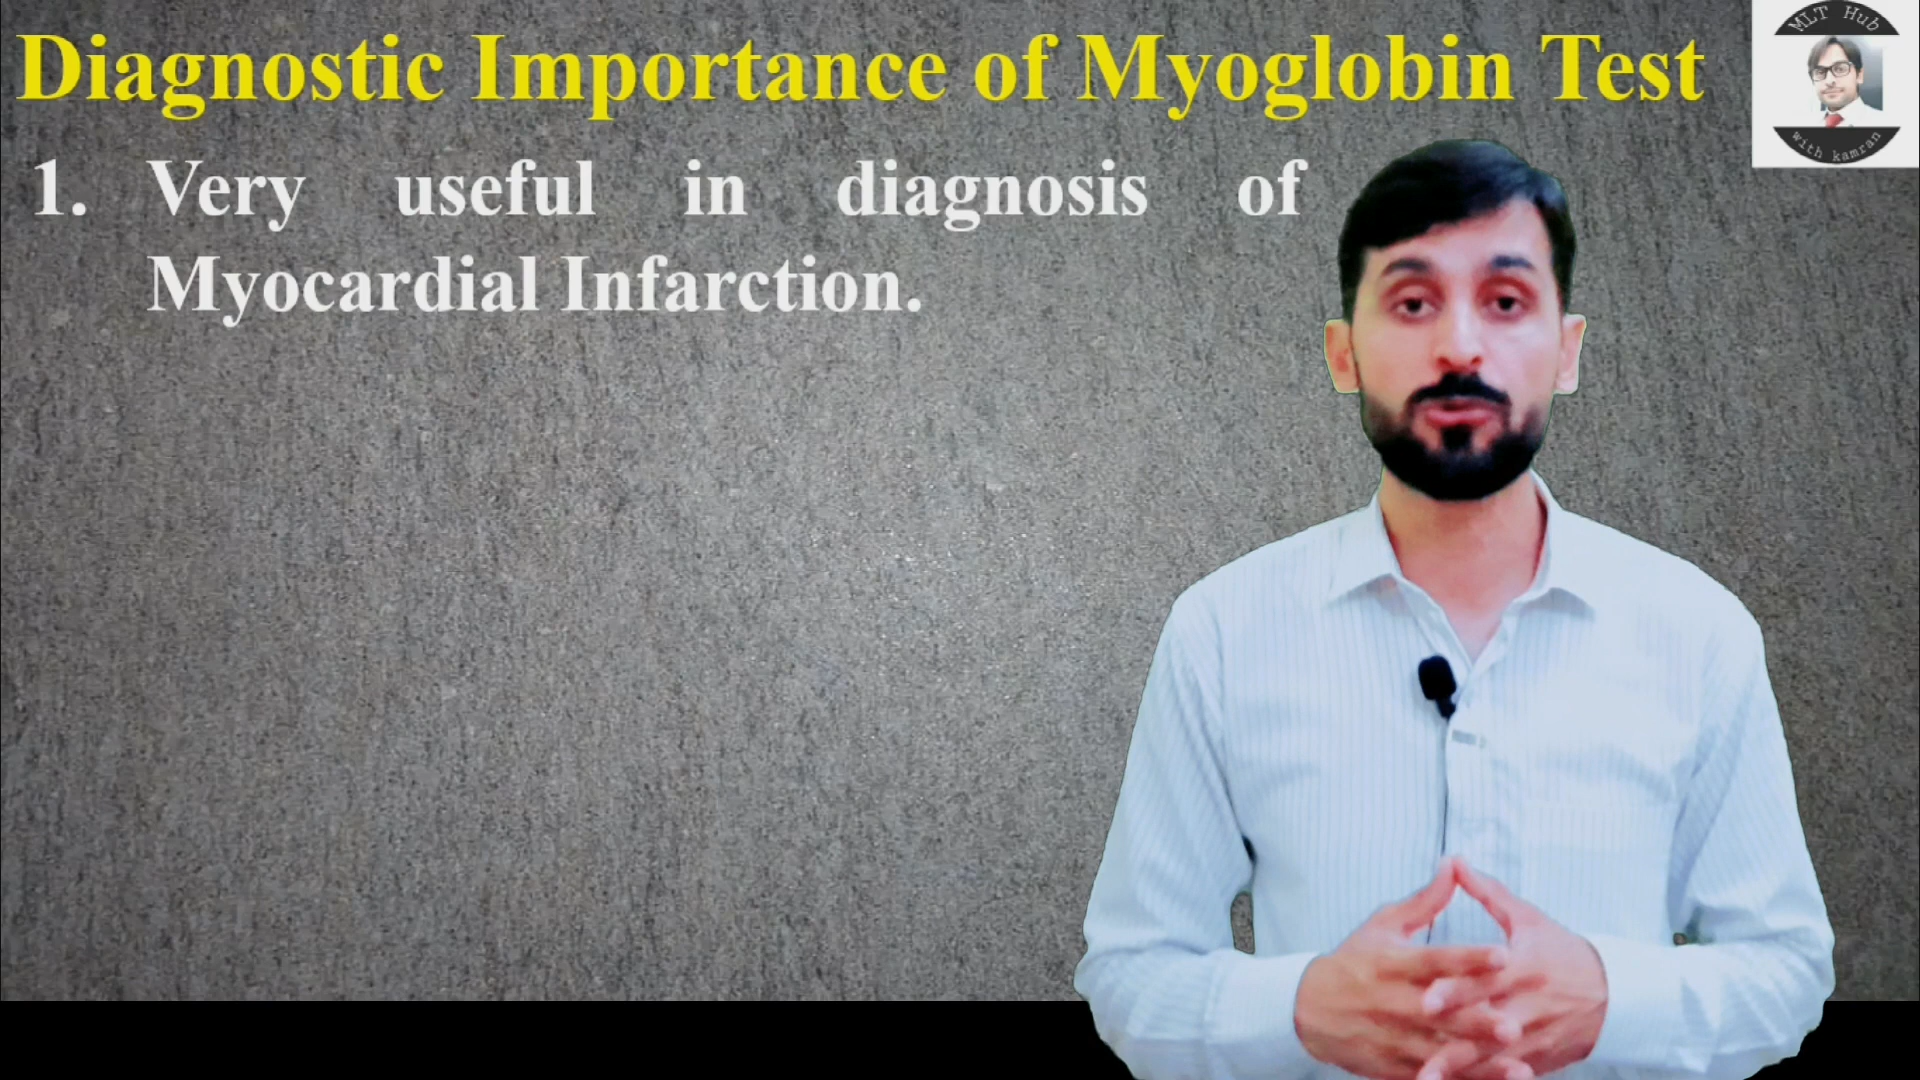 Diagnostic Importance of Myoglobin Test
MLT Hub
with kamran
1. Very useful in diagnosis of
Myocardial Infarction.